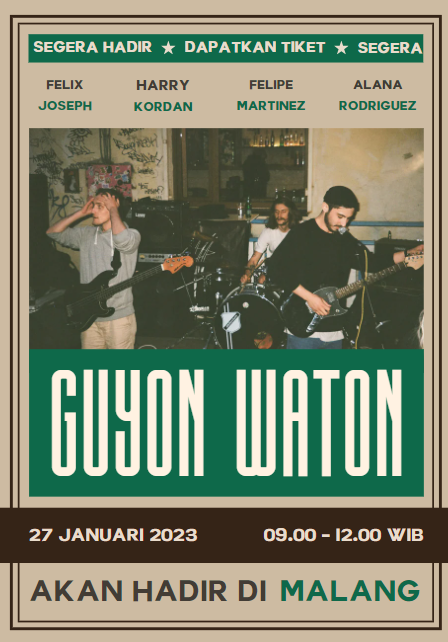 SEGERA HADIR ★ DAPATKAN TIKET ★ SEGERA
FELIX HARRY FELIPE ALANA
JOSEPH KORDAN MARTINEZ RODRIGUEZ
GUYON WATON
27 JANUARI 2023 09.00 - 12.00 WIB
AKAN HADIR DI MALANG